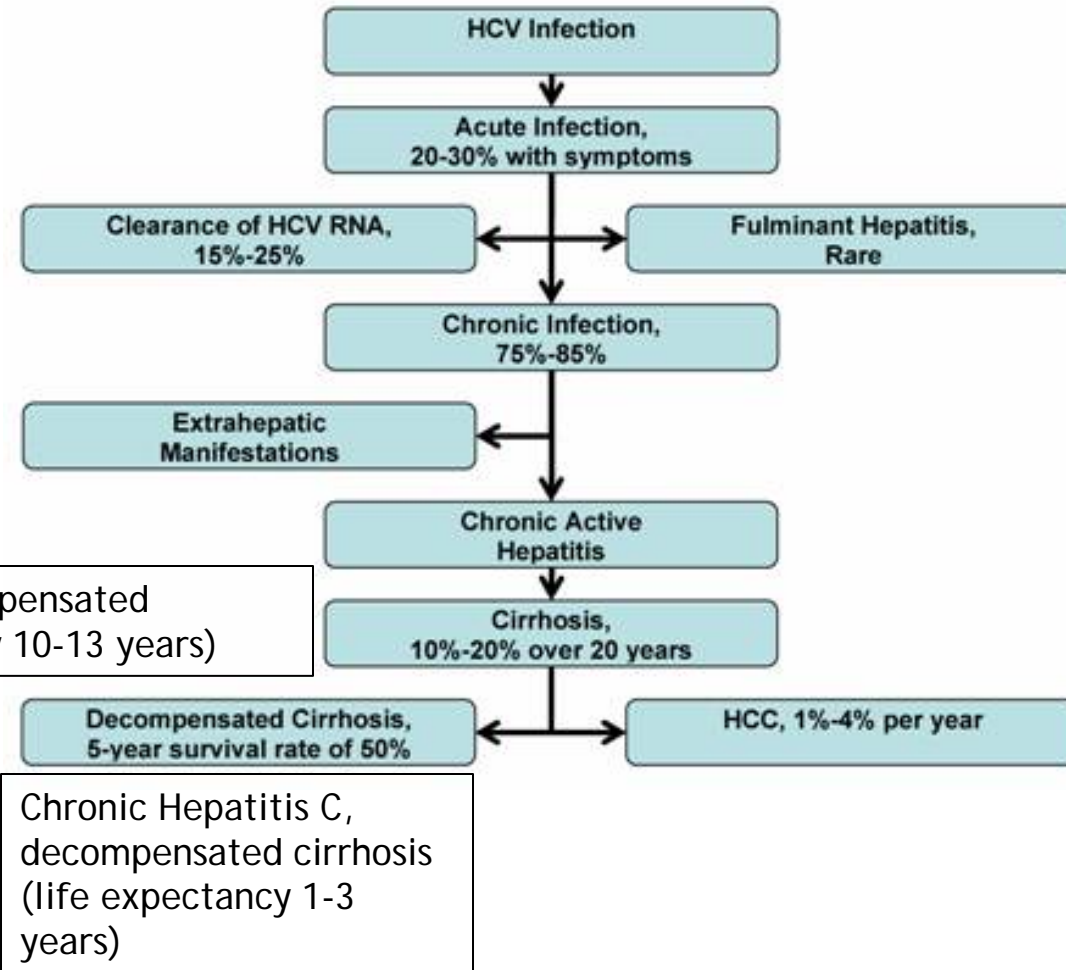 HCV Infection
Acute Infection,
20-30% with symptoms
Clearance of HCV RNA,
15%-25%
Fulminant Hepatitis,
Rare
Chronic Infection,
75%-85%
Extrahepatic
Manifestations
Chronic Active
Hepatitis
10-13 years)
Cirrhosis,
10%-20% over 20 years
Decompensated Cirrhosis,
5-year survival rate of 50%
HCC, 1%-4% per year
Chronic Hepatitis C,
decompensated cirrhosis
(life expectancy 1-3
years)